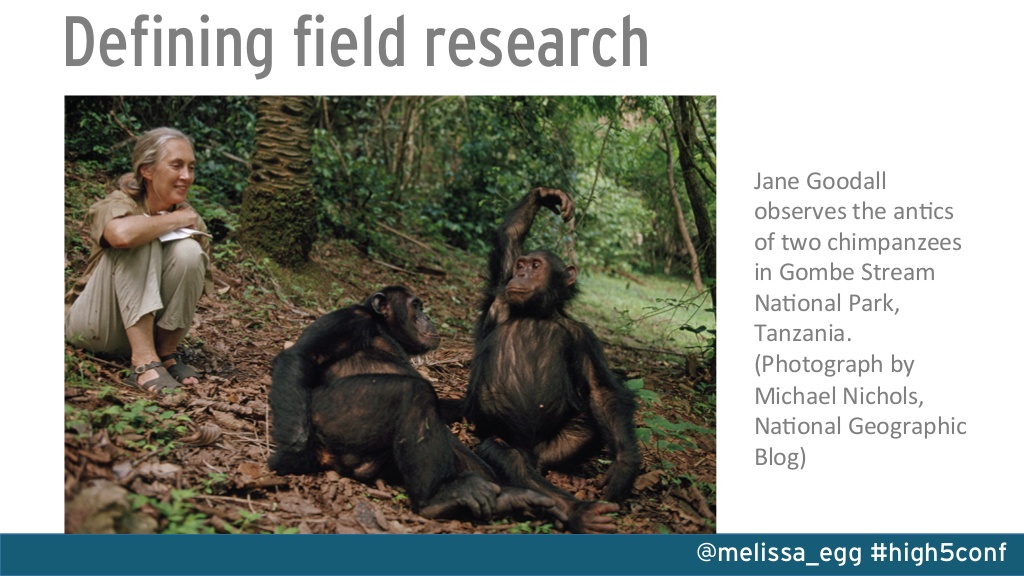 Defining field research
Jane Goodall
observes the antics
of two chimpanzees
in Gombe Stream
National Park,
Tanzania.
(Photograph by
Michael Nichols,
National Geographic
Blog)
@melissa_egg #high5conf